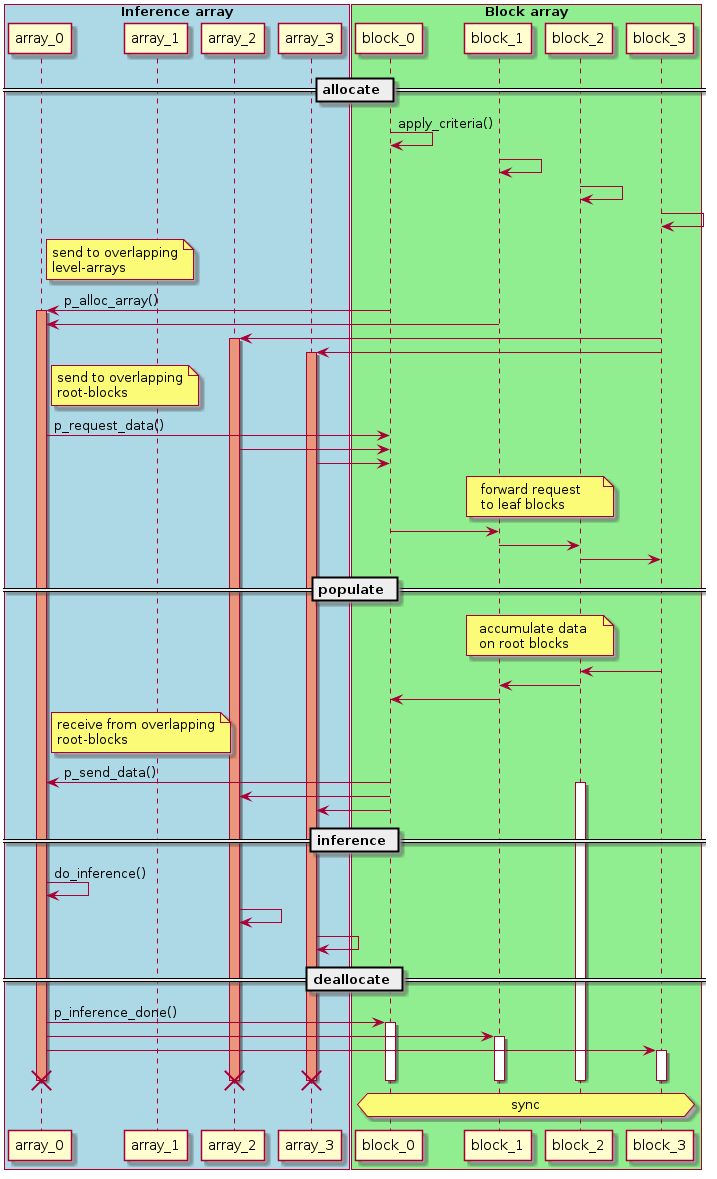 Inference array
Block array
array_0
array_1
array_2
array_3
block_0
block_1
block_2
block_3
allocate
apply_criteria()
send to overlapping
level-arrays
p_alloc_array()
send to overlapping
root-blocks
p_request_data()
forward request
to leaf blocks
populate
accumulate data
on root blocks
receive from overlapping
root-blocks
p_send_data()
inference
do_inference()
deallocate
p_inference_done()
sync
array_0
array_1
array_2
array_3
block_0
block_1
block_2
block_3